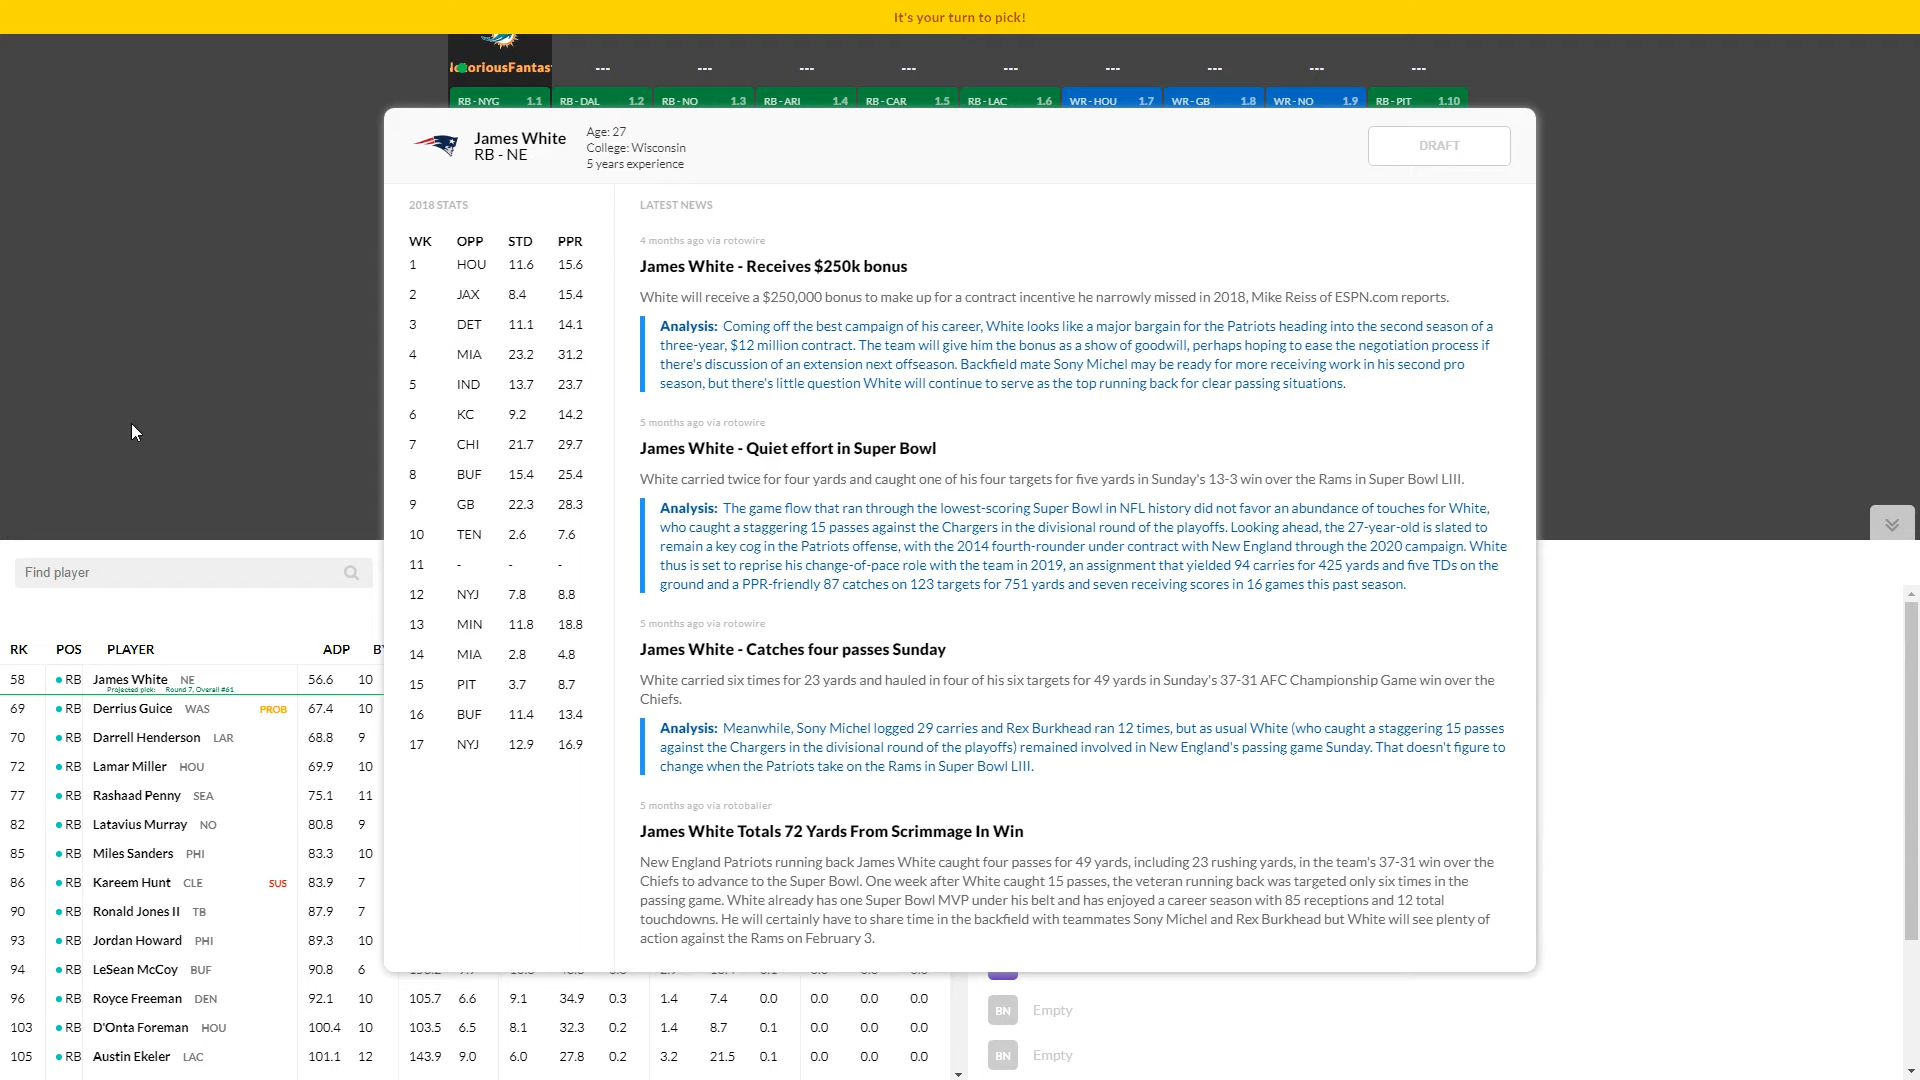 It's your turn to pick!
--- --- --- --- --- --- --- --- ---
RB - NYG 1.1 RB - DAL 1.2 RB - NO 1.3 RB - ARI 1.4 RB - CAR 1.5 RB - LAC 1.6 WR - HOU 1.7 WR - GB 1.8 WR - NO 1.9 RB - PIT 1.10
James White
RB - NE
Age: 27
College: Wisconsin
5 years experience
DRAFT
2018 STATS
WK OPP STD PPR
1 HOU 11.6 15.6
2 JAX 8.4 15.4
3 DET 11.1 14.1
4 MIA 23.2 31.2
5 IND 13.7 23.7
6 KC 9.2 14.2
7 CHI 21.7 29.7
8 BUF 15.4 25.4
9 GB 22.3 28.3
10 TEN 2.6 7.6
11 - - -
12 NYJ 7.8 8.8
13 MIN 11.8 18.8
14 MIA 2.8 4.8
15 PIT 3.7 8.7
16 BUF 11.4 13.4
17 NYJ 12.9 16.9
LATEST NEWS
4 months ago via rotowire
James White - Receives $250k bonus
White will receive a $250,000 bonus to make up for a contract incentive he narrowly missed in 2018, Mike Reiss of ESPN.com reports.
Analysis: Coming off the best campaign of his career, White looks like a major bargain for the Patriots heading into the second season of a
three-year, $12 million contract. The team will give him the bonus as a show of goodwill, perhaps hoping to ease the negotiation process if
there's discussion of an extension next offseason. Backfield mate Sony Michel may be ready for more receiving work in his second pro
season, but there's little question White will continue to serve as the top running back for clear passing situations.
5 months ago via rotowire
James White - Quiet effort in Super Bowl
White carried twice for four yards and caught one of his four targets for five yards in Sunday's 13-3 win over the Rams in Super Bowl LIII.
Analysis: The game flow that ran through the lowest-scoring Super Bowl in NFL history did not favor an abundance of touches for White,
who caught a staggering 15 passes against the Chargers in the divisional round of the playoffs. Looking ahead, the 27-year-old is slated to
remain a key cog in the Patriots offense, with the 2014 fourth-rounder under contract with New England through the 2020 campaign. White
thus is set to reprise his change-of-pace role with the team in 2019, an assignment that yielded 94 carries for 425 yards and five TDs on the
ground and a PPR-friendly 87 catches on 123 targets for 751 yards and seven receiving scores in 16 games this past season.
5 months ago via rotowire
James White - Catches four passes Sunday
White carried six times for 23 yards and hauled in four of his six targets for 49 yards in Sunday's 37-31 AFC Championship Game win over the
Chiefs.
Analysis: Meanwhile, Sony Michel logged 29 carries and Rex Burkhead ran 12 times, but as usual White (who caught a staggering 15 passes
against the Chargers in the divisional round of the playoffs) remained involved in New England's passing game Sunday. That doesn't figure to
change when the Patriots take on the Rams in Super Bowl LIII.
5 months ago via rotoballer
James White Totals 72 Yards From Scrimmage In Win
New England Patriots running back James White caught four passes for 49 yards, including 23 rushing yards, in the team's 37-31 win over the
Chiefs to advance to the Super Bowl. One week after White caught 15 passes, the veteran running back was targeted only six times in the
passing game. White already has one Super Bowl MVP under his belt and has enjoyed a career season with 85 receptions and 12 total
touchdowns. He will certainly have to share time in the backfield with teammates Sony Michel and Rex Burkhead but White will see plenty of
action against the Rams on February 3.
Find player
RK POS PLAYER ADP
58 RB James White NE 56.6 10
Projected pick: Round 7, Overall #61
69 RB Derrius Guice WAS PROB 67.4 10
70 RB Darrell Henderson LAR 68.8 9
72 RB Lamar Miller HOU 69.9 10
77 RB Rashaad Penny SEA 75.1 11
82 RB Latavius Murray NO 80.8 9
85 RB Miles Sanders PHI 83.3 10
86 RB Kareem Hunt CLE SUS 83.9 7
90 RB Ronald Jones II TB 87.9 7
93 RB Jordan Howard PHI 89.3 10
94 RB LeSean McCoy BUF 90.8 6
96 RB Royce Freeman DEN 92.1 10 105.7 6.6 9.1 34.9 0.3 1.4 7.4 0.0 0.0 0.0 0.0
103 RB D'Onta Foreman HOU 100.4 10 103.5 6.5 8.1 32.3 0.2 1.4 8.7 0.1 0.0 0.0 0.0
105 RB Austin Ekeler LAC 101.1 12 143.9 9.0 6.0 27.8 0.2 3.2 21.5 0.1 0.0 0.0 0.0
BN Empty
BN Empty